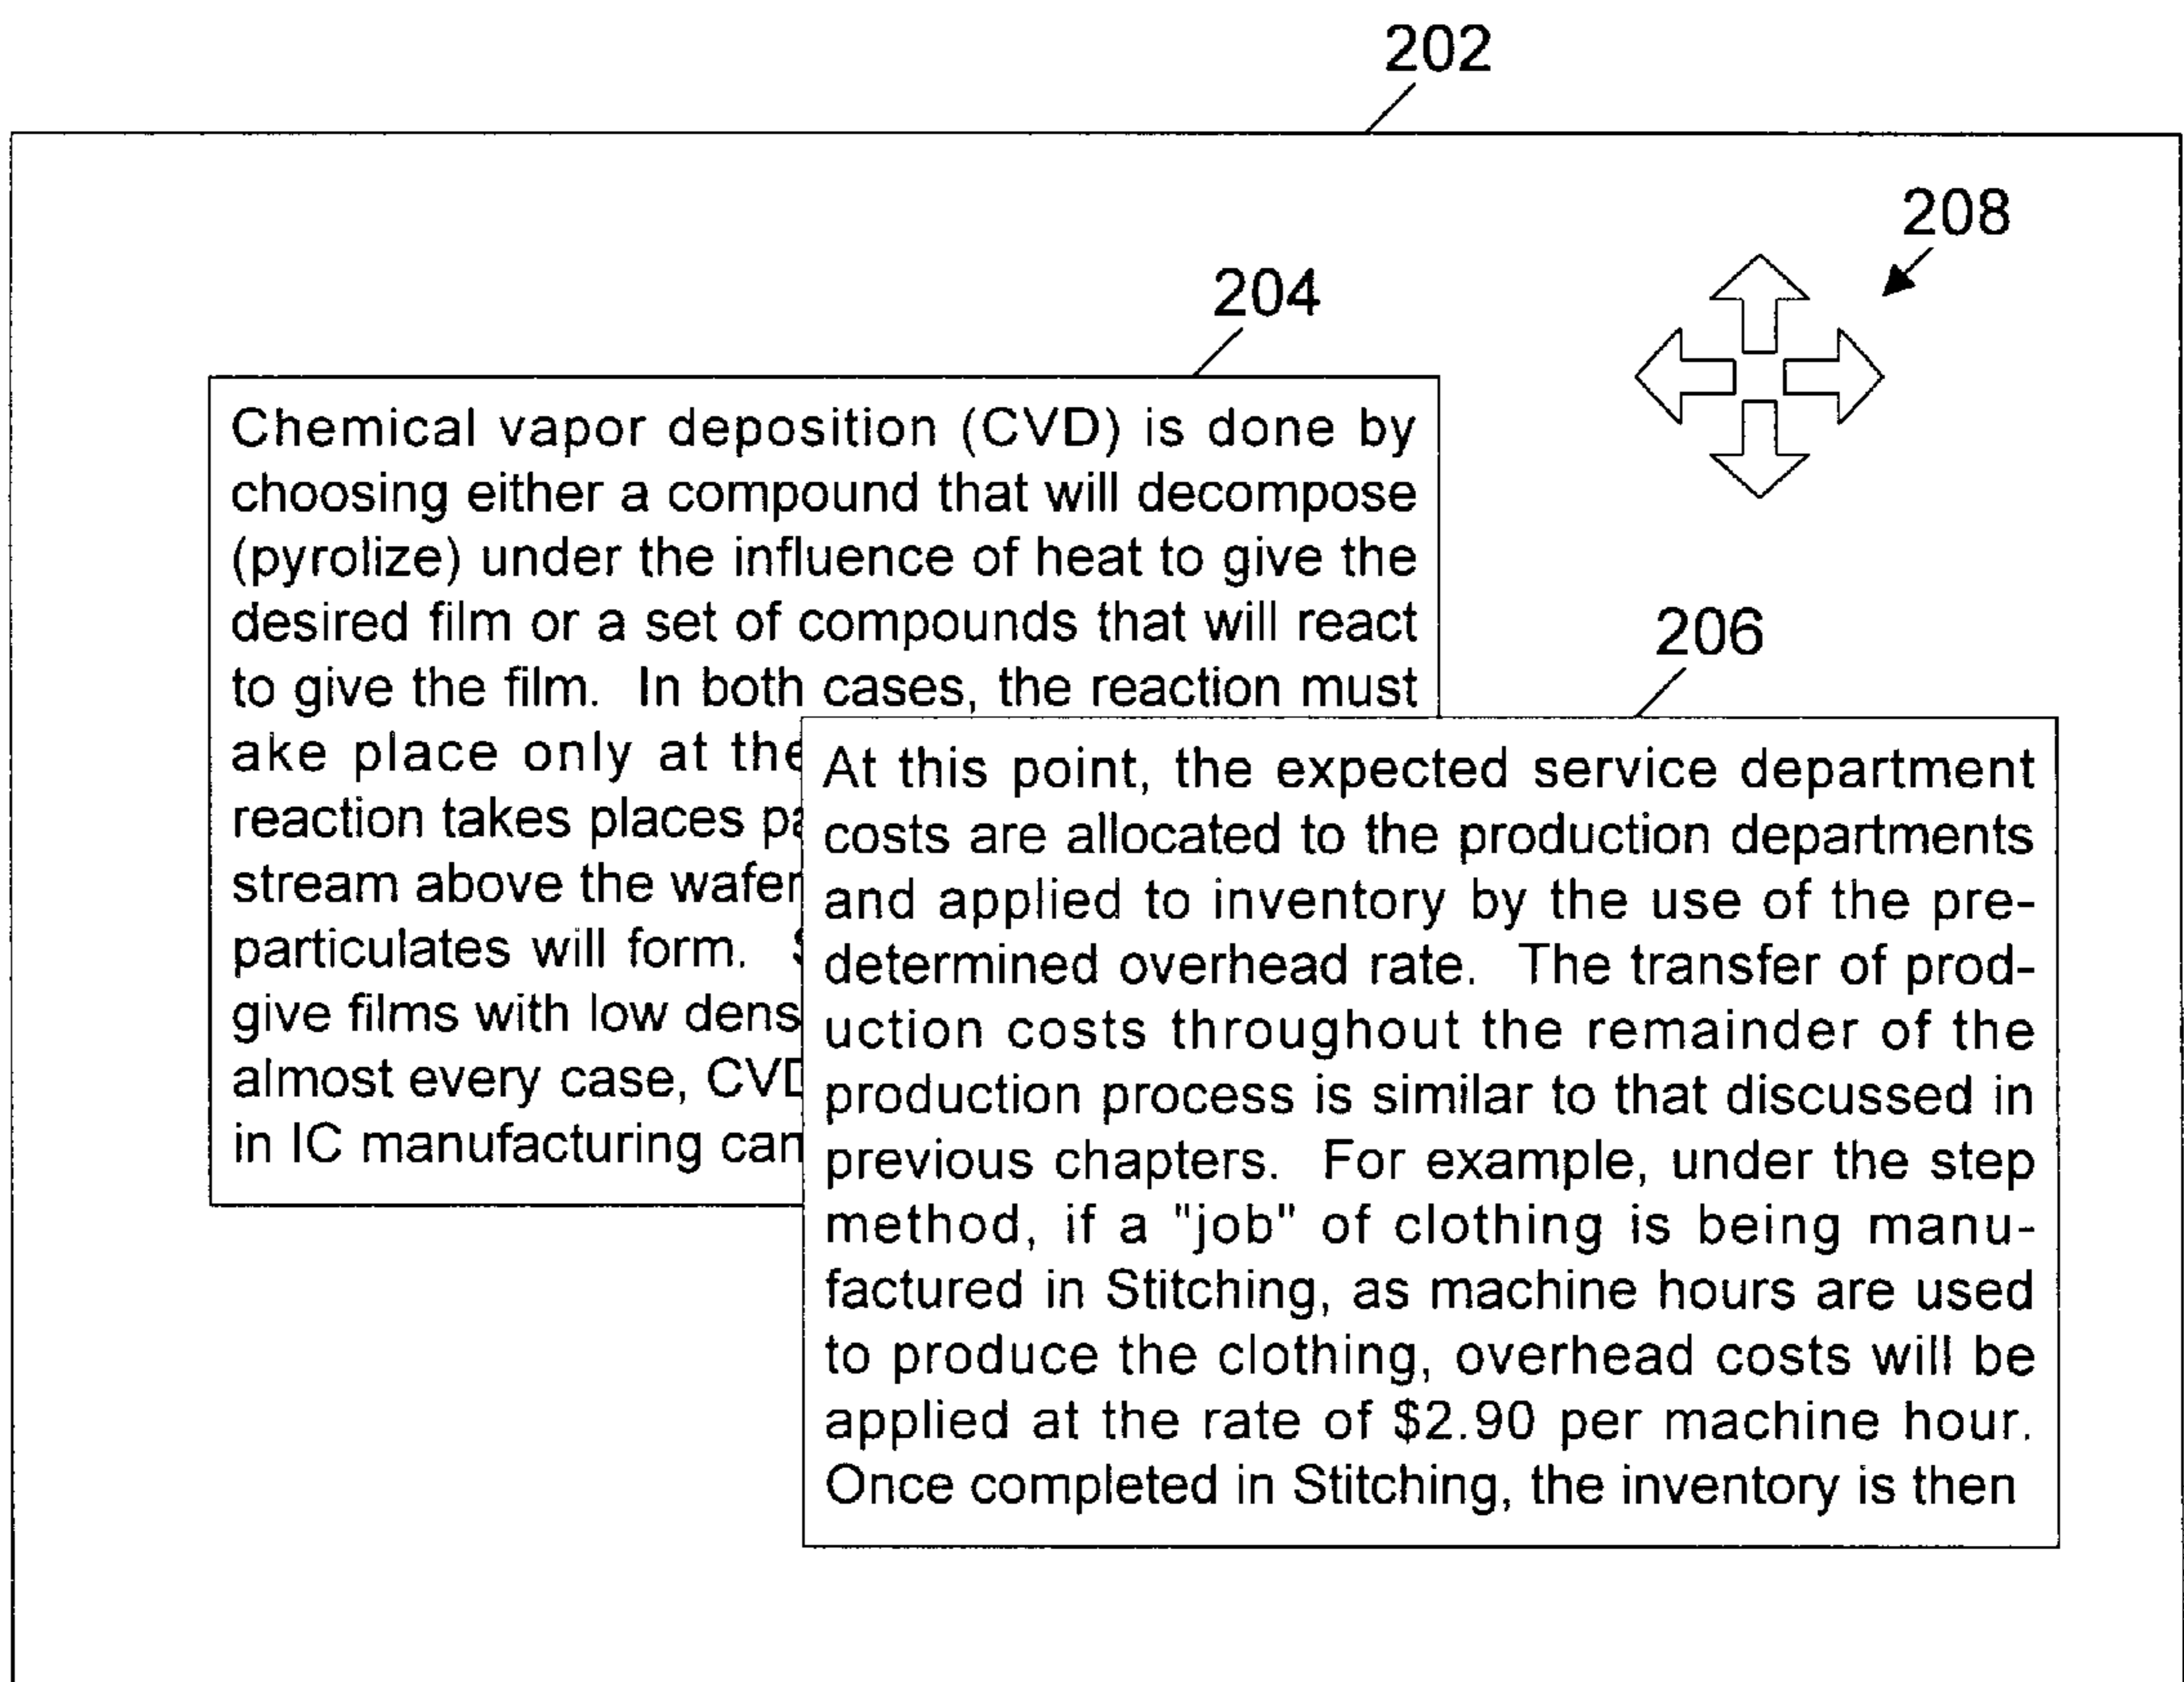 202
208
204
Chemical vapor deposition (CVD) is done by
choosing either a compound that will decompose
(pyrolize) under the influence of heat to give the
desired film or a set of compounds that will react
to give the film.  In both cases, the reaction must
ake place only at the
reaction takes places
stream above the wafer
particulates will form.
give films with low dens
almost every case, CVD
in IC manufacturing can
206
At this point, the expected service department
costs are allocated to the production departments
and applied to inventory by the use of the pre-
determined overhead rate.  The transfer of prod-
uction costs throughout the remainder of the
production process is similar to that discussed in
previous chapters.  For example, under the step
method, if a "job" of clothing is being manu-
factured in Stitching, as machine hours are used
to produce the clothing, overhead costs will be
applied at the rate of $2.90 per machine hour.
Once completed in Stitching, the inventory is then